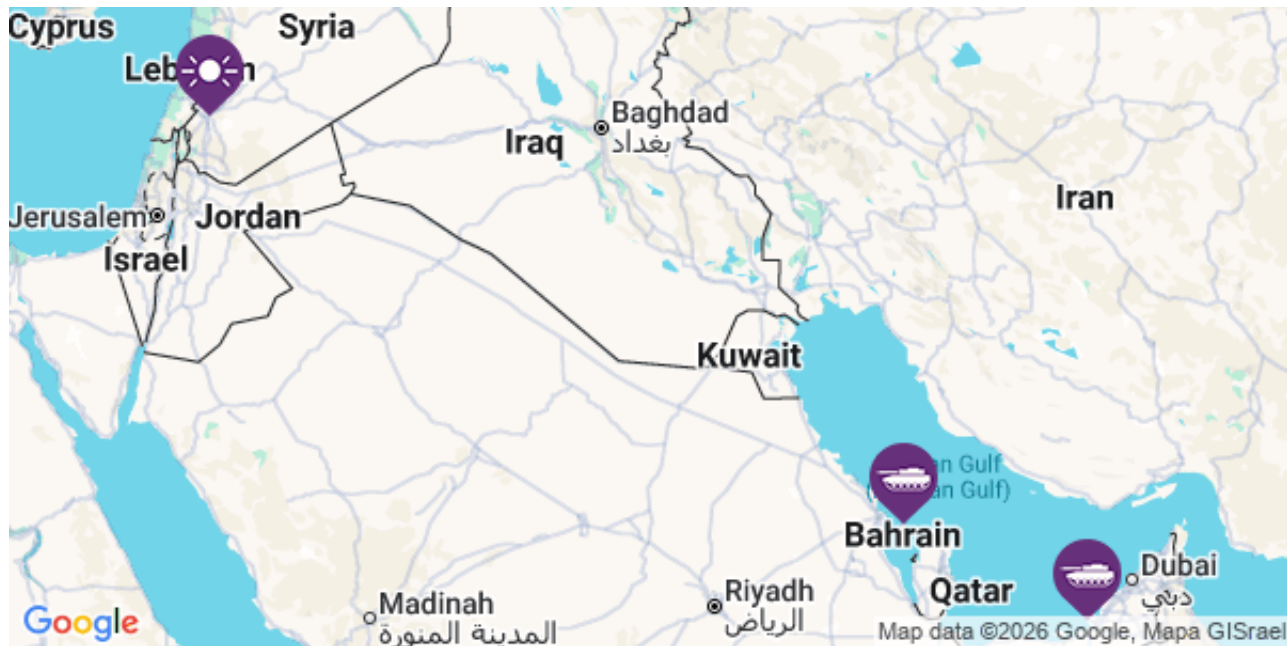 Cyprus
Syria
Baghdad
بغداد
Iraq
Iran
Jerusalem
Jordan
Israel
Kuwait
Gulf
Gulf)
Bahrain
Dubai
دبي
Qatar
Riyadh
الرياض
Madinah
المدينة المنورة
Google
Map data ©2026 Google, Mapa GISrael